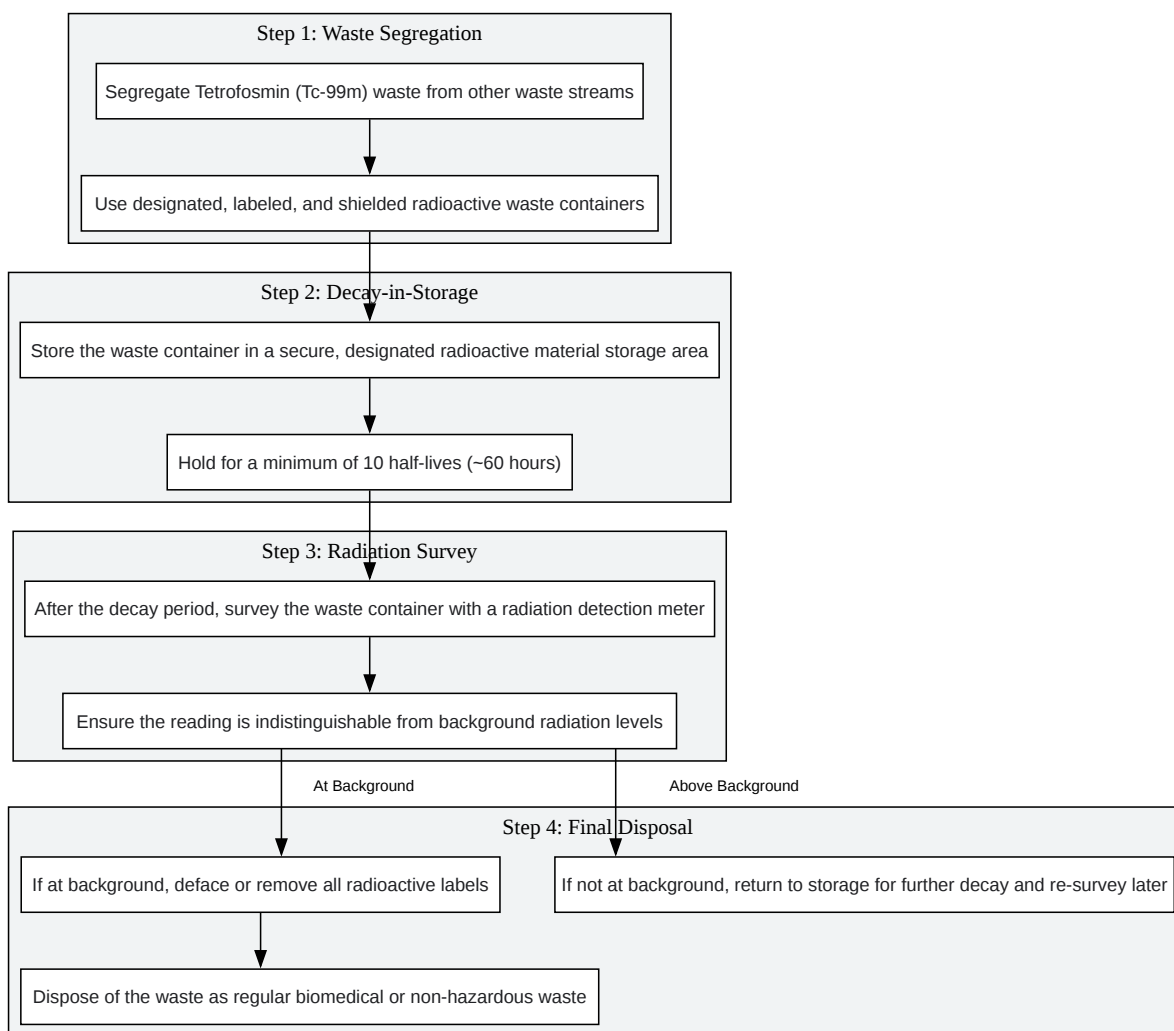 Step 1: Waste Segregation
Segregate Tetrofosmin (Tc-99m) waste from other waste streams
Use designated, labeled, and shielded radioactive waste containers
Step 2: Decay-in-Storage
Store the waste container in a secure, designated radioactive material storage area
Hold for a minimum of 10 half-lives (~60 hours)
Step 3: Radiation Survey
After the decay period, survey the waste container with a radiation detection meter
Ensure the reading is indistinguishable from background radiation levels
At Background
Above Background
Step 4: Final Disposal
If at background, deface or remove all radioactive labels
If not at background, return to storage for further decay and re-survey later
Dispose of the waste as regular biomedical or non-hazardous waste